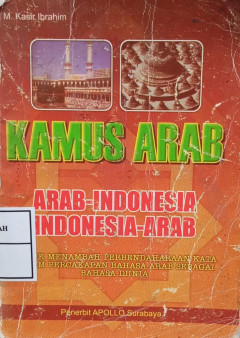 M. Kasir Ibrahim
KAMUS ARAB
ARAB-INDONESIA
INDONESIA-ARAB
MENAMBAH PERBENDAHARAAN KATA
PERCAKAPAN BAHASA ARAB SEBAGAI
BAHASA DUNIA
Penerbit APOLLO Surabaya
AH